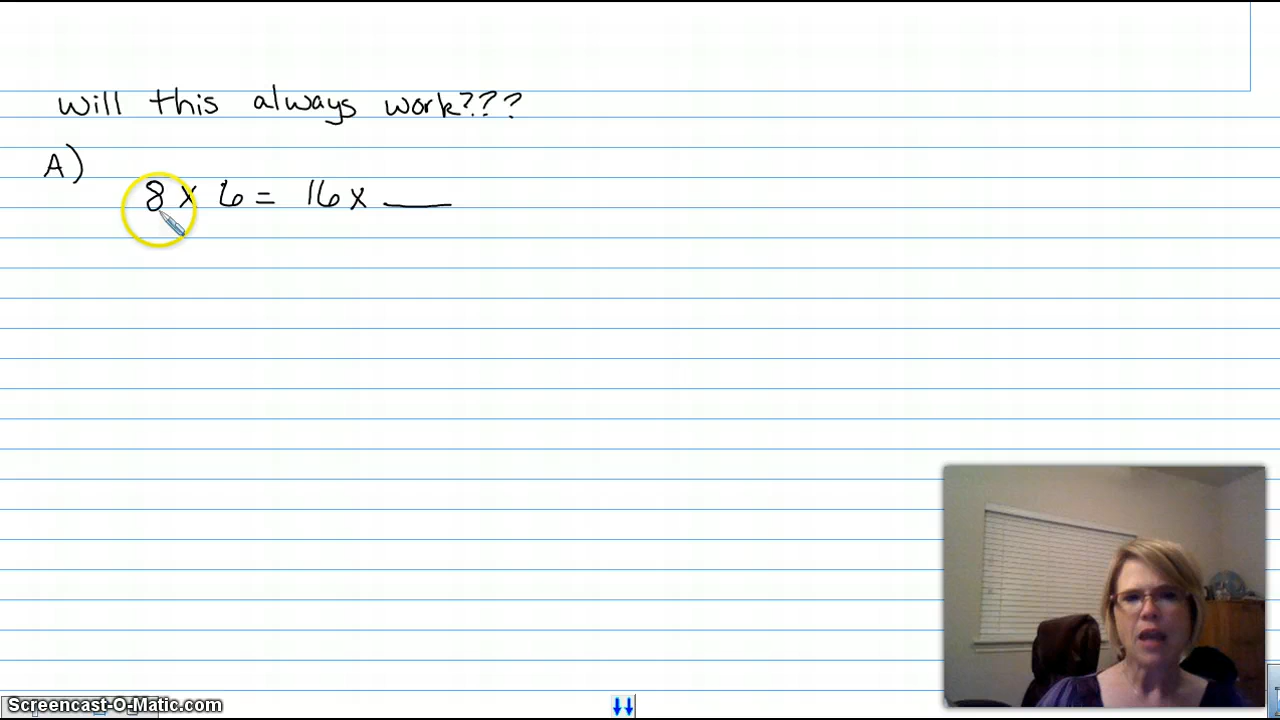 will this always work???
A)
8 x 6 = 16 x ___
Screencast-O-Matic.com